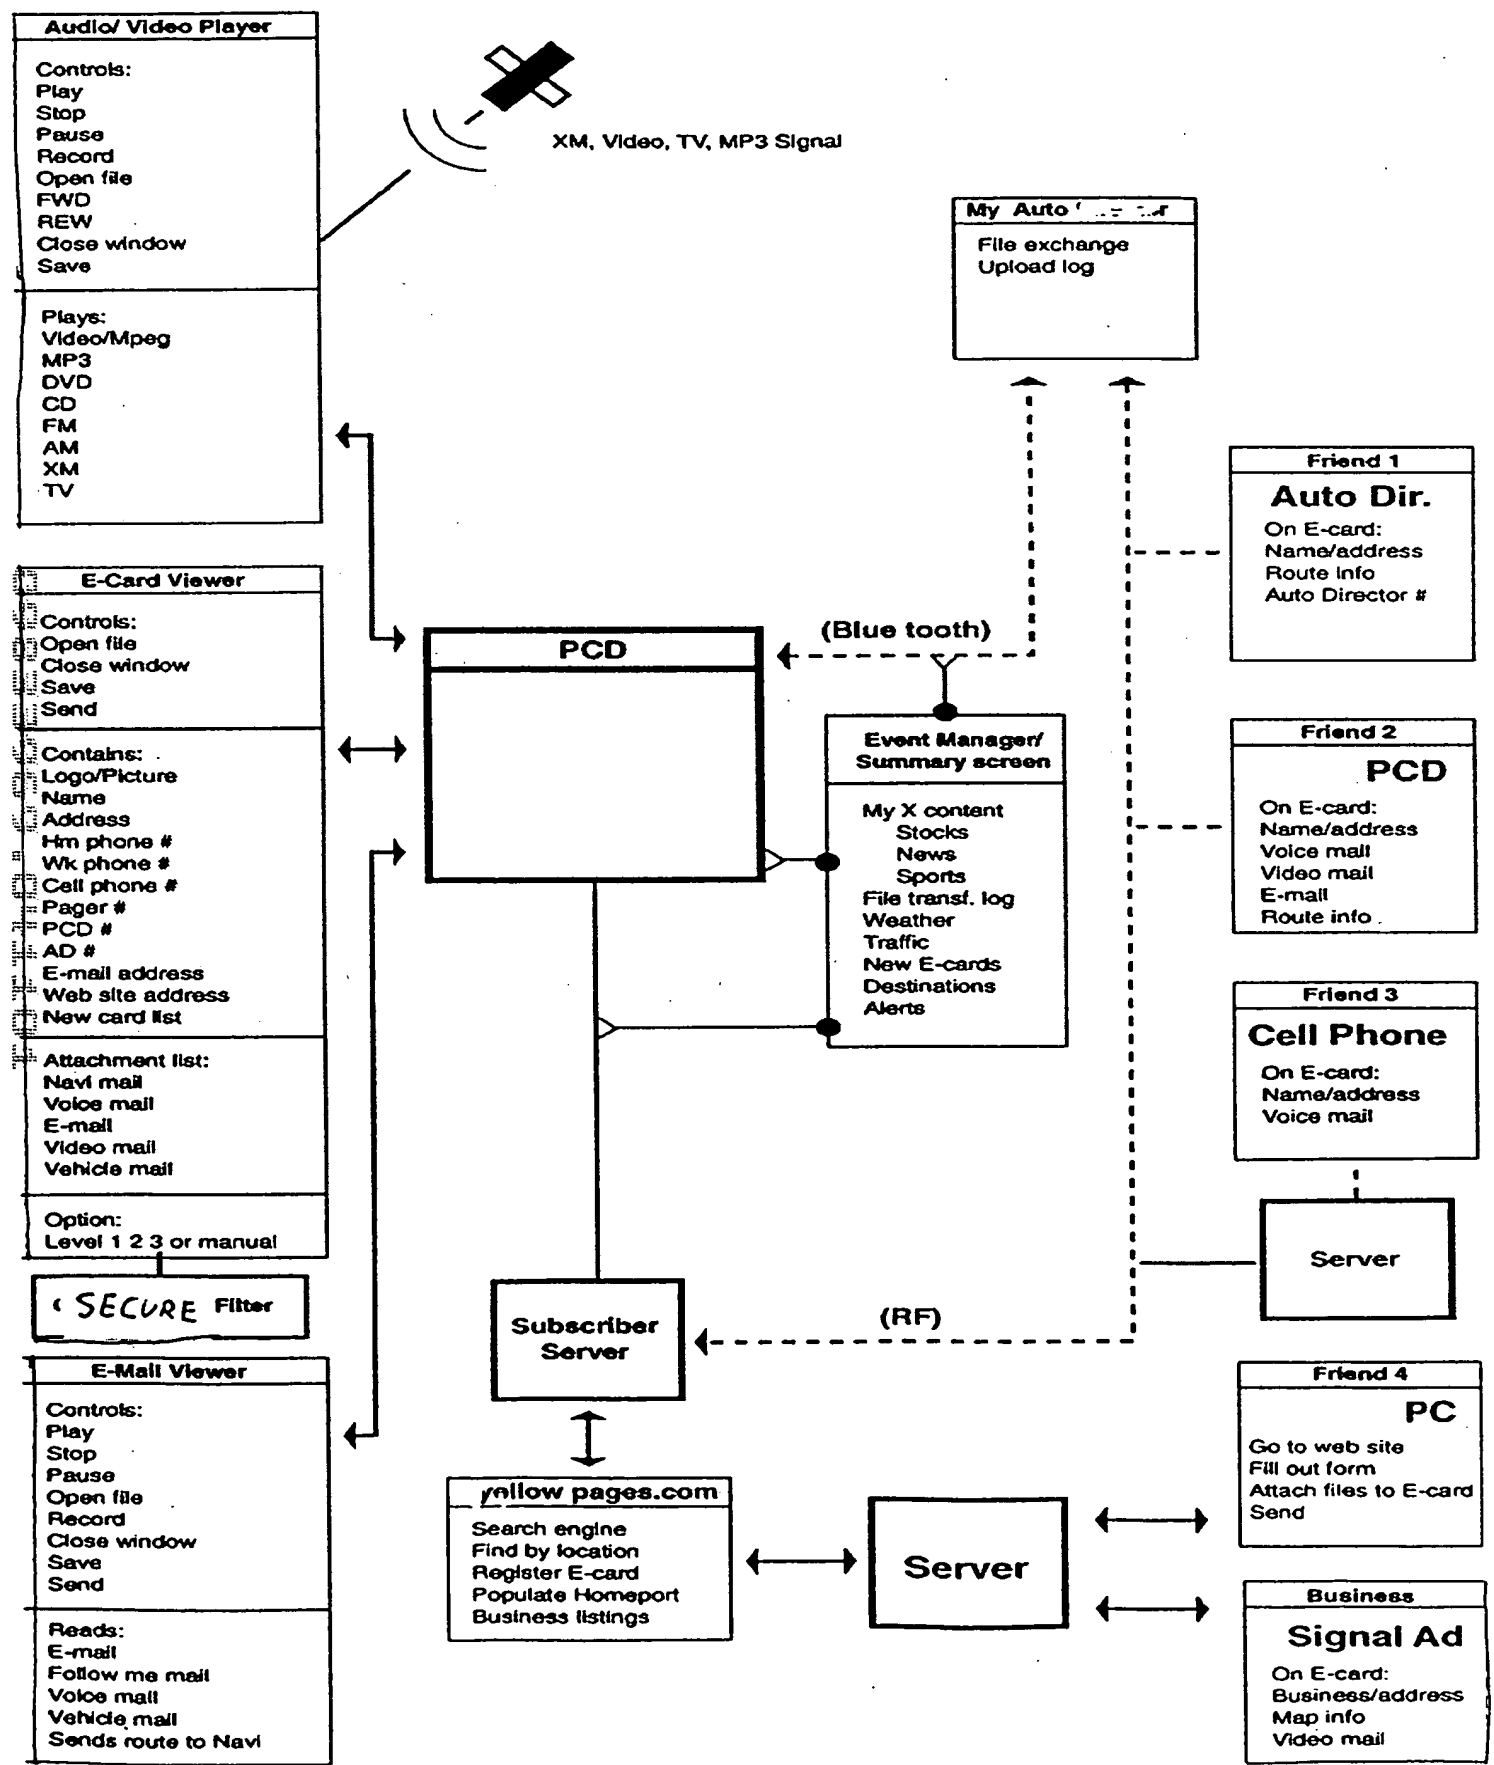 Audio/ Video Player
Controls:
Play
Stop
Pause
Record
Open file
FWD
REW
Close window
Save
Plays:
Video/Mpeg
MP3
DVD
CD
FM
AM
XM
TV
XM, Video, TV, MP3 Signal
My Auto
File exchange
Upload log
Friend 1
Auto Dir.
On E-card:
Name/address
Route info
Auto Director #
E-Card Viewer
Controls:
Open file
Close window
Save
Send
Contains:
Logo/Picture
Name
Address
Hm phone #
Wk phone #
Cell phone #
Pager #
PCD #
AD #
E-mail address
Web site address
New card list
Attachment list:
Navi mail
Voice mail
E-mail
Video mail
Vehicle mail
Option:
Level 1 2 3 or manual
SECURE Filter
PCD
(Blue tooth)
Event Manager/
Summary screen
My X content
Stocks
News
Sports
File transf. log
Weather
Traffic
New E-cards
Destinations
Alerts
Friend 2
PCD
On E-card:
Name/address
Voice mail
Video mail
E-mail
Route info
Friend 3
Cell Phone
On E-card:
Name/address
Voice mail
Server
Subscriber
Server
(RF)
E-Mail Viewer
Controls:
Play
Stop
Pause
Open file
Record
Close window
Save
Send
Reads:
E-mail
Follow me mail
Voice mail
Vehicle mail
Sends route to Navi
yellow pages.com
Search engine
Find by location
Register E-card
Populate Homeport
Business listings
Server
Friend 4
PC
Go to web site
Fill out form
Attach files to E-card
Send
Business
Signal Ad
On E-card:
Business/address
Map info
Video mail